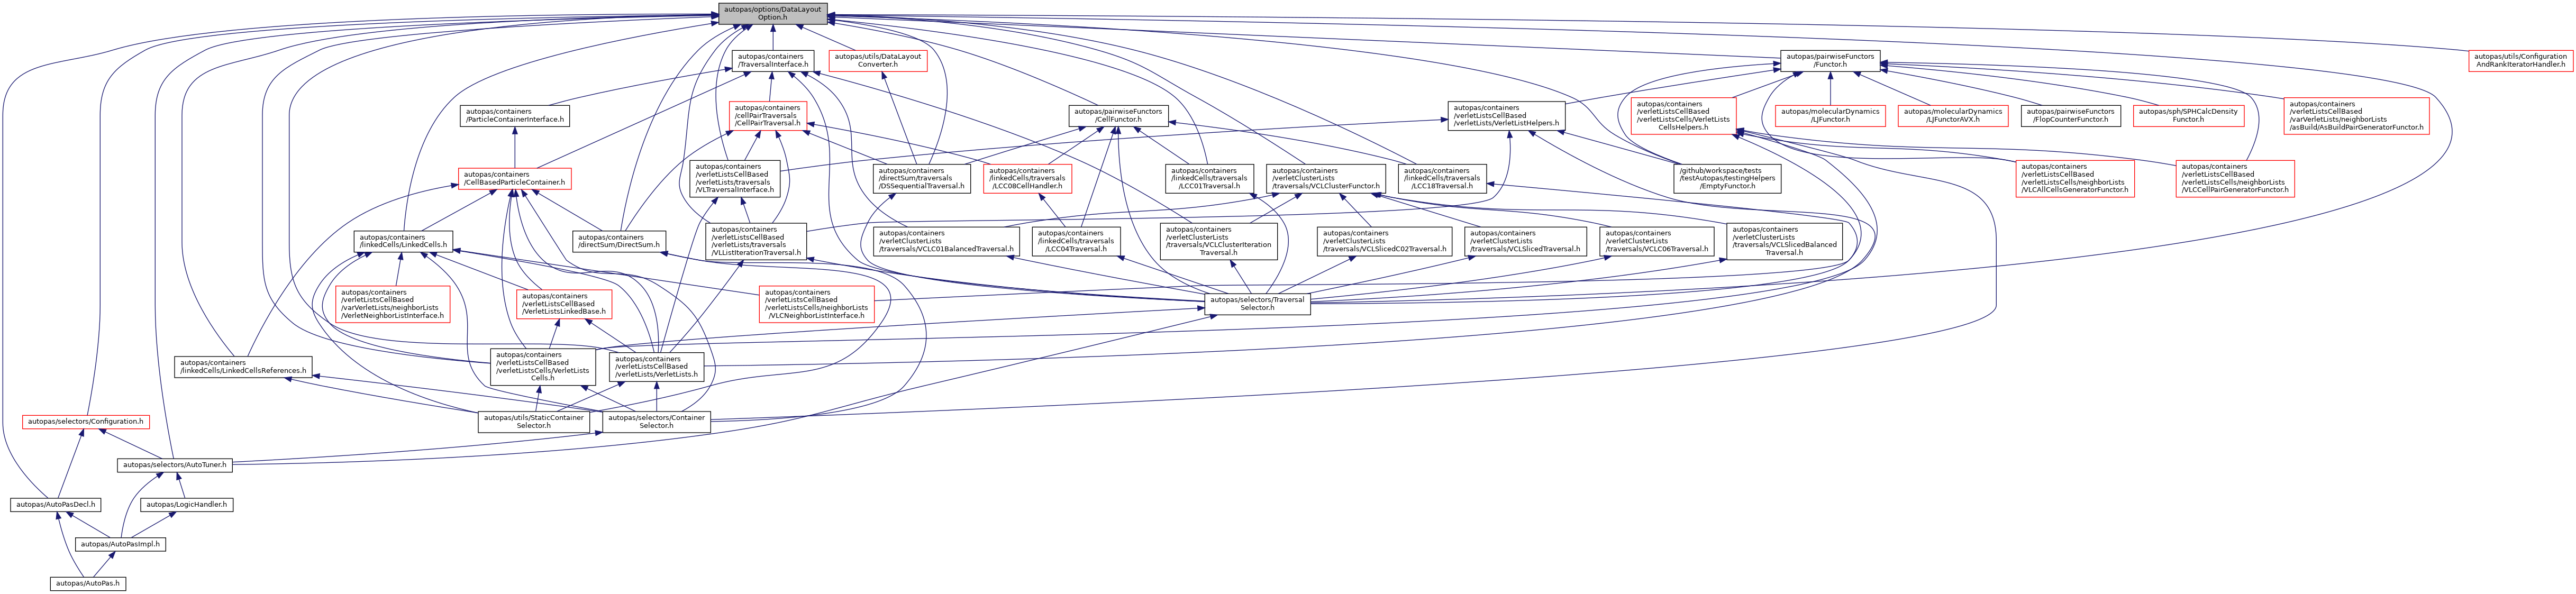 autopas/options/DataLayout
Option.h
autopas/containers
/TraversalInterface.h
autopas/utils/DataLayout
Converter.h
autopas/pairwiseFunctors
/Functor.h
autopas/utils/Configuration
AndRankIteratorHandler.h
autopas/containers
/ParticleContainerInterface.h
autopas/containers
/cellPairTraversals
/CellPairTraversal.h
autopas/pairwiseFunctors
/CellFunctor.h
autopas/containers
/verletListsCellBased
/verletLists/VerletListHelpers.h
autopas/containers
/verletListsCellBased
/verletListsCells/VerletLists
CellsHelpers.h
autopas/molecularDynamics
/LJFunctor.h
autopas/molecularDynamics
/LJFunctorAVX.h
autopas/pairwiseFunctors
/FlopCounterFunctor.h
autopas/sph/SPHCalcDensity
Functor.h
autopas/containers
/verletListsCellBased
/varVerletLists/neighborLists
/asBuild/AsBuildPairGeneratorFunctor.h
autopas/containers
/CellBasedParticleContainer.h
autopas/containers
/verletListsCellBased
/verletLists/traversals
/VLTraversalInterface.h
autopas/containers
/directSum/traversals
/DSSequentialTraversal.h
autopas/containers
/linkedCells/traversals
/LCC08CellHandler.h
autopas/containers
/linkedCells/traversals
/LCC01Traversal.h
autopas/containers
/verletClusterLists
/traversals/VCLClusterFunctor.h
autopas/containers
/linkedCells/traversals
/LCC18Traversal.h
/github/workspace/tests
/testAutopas/testingHelpers
/EmptyFunctor.h
autopas/containers
/verletListsCellBased
/verletListsCells/neighborLists
/VLCAllCellsGeneratorFunctor.h
autopas/containers
/verletListsCellBased
/verletListsCells/neighborLists
/VLCCellPairGeneratorFunctor.h
autopas/containers
/linkedCells/LinkedCells.h
autopas/containers
/directSum/DirectSum.h
autopas/containers
/verletListsCellBased
/verletLists/traversals
/VLListIterationTraversal.h
autopas/containers
/verletClusterLists
/traversals/VCLC01BalancedTraversal.h
autopas/containers
/linkedCells/traversals
/LCC04Traversal.h
autopas/containers
/verletClusterLists
/traversals/VCLClusterIteration
Traversal.h
autopas/containers
/verletClusterLists
/traversals/VCLSlicedC02Traversal.h
autopas/containers
/verletClusterLists
/traversals/VCLSlicedTraversal.h
autopas/containers
/verletClusterLists
/traversals/VCLC06Traversal.h
autopas/containers
/verletClusterLists
/traversals/VCLSlicedBalanced
Traversal.h
autopas/containers
/verletListsCellBased
/varVerletLists/neighborLists
/VerletNeighborListInterface.h
autopas/containers
/verletListsCellBased
/VerletListsLinkedBase.h
autopas/containers
/verletListsCellBased
/verletListsCells/neighborLists
/VLCNeighborListInterface.h
autopas/selectors/Traversal
Selector.h
autopas/containers
/linkedCells/LinkedCellsReferences.h
autopas/containers
/verletListsCellBased
/verletListsCells/VerletLists
Cells.h
autopas/containers
/verletListsCellBased
/verletLists/VerletLists.h
autopas/selectors/Configuration.h
autopas/utils/StaticContainer
Selector.h
autopas/selectors/Container
Selector.h
autopas/selectors/AutoTuner.h
autopas/AutoPasDecl.h
autopas/LogicHandler.h
autopas/AutoPasImpl.h
autopas/AutoPas.h